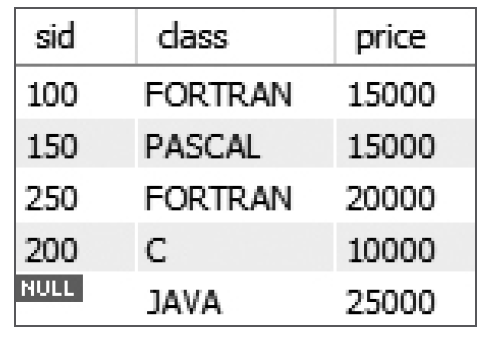 sid class price
100 FORTRAN 15000
150 PASCAL 15000
250 FORTRAN 20000
200 C 10000
NULL JAVA 25000